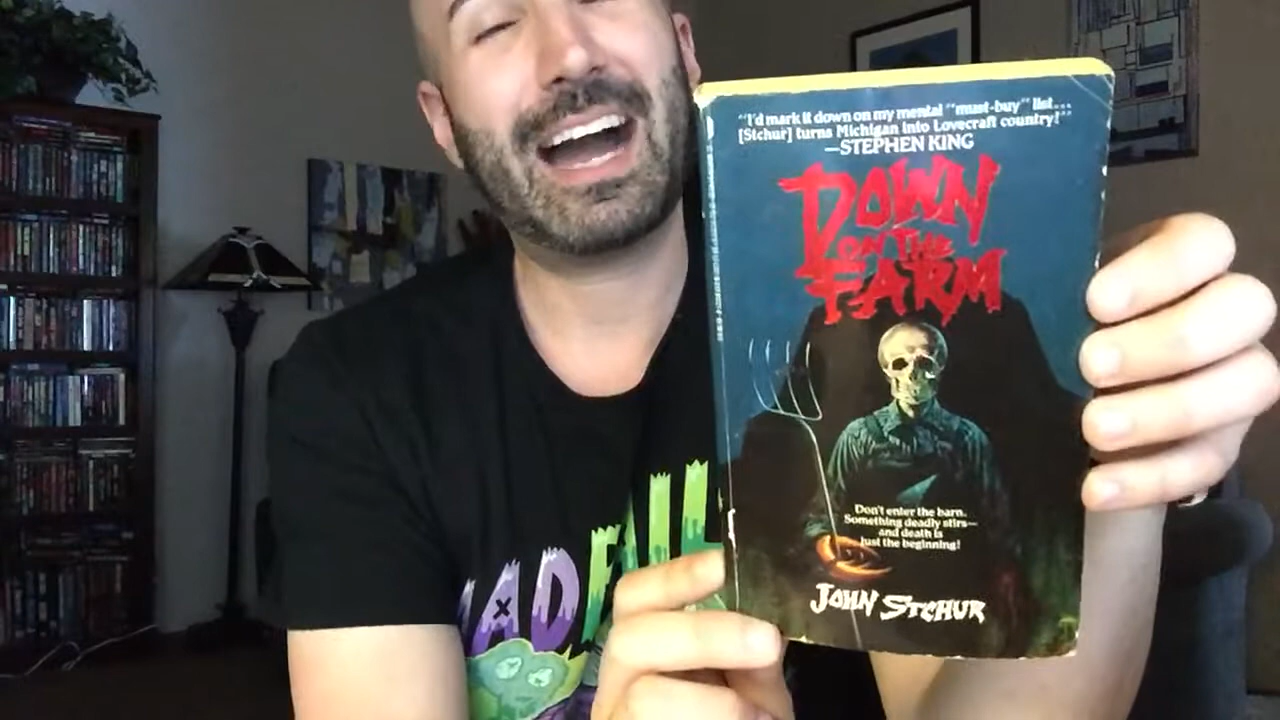 "I'd mark it down on my mental "must-buy" list...
[Stchur] turns Michigan into Lovecraft country!"
—STEPHEN KING
DOWN
ON THE
FARM
Don't enter the barn.
Something deadly stirs—
and death is
just the beginning!
JOHN STCHUR